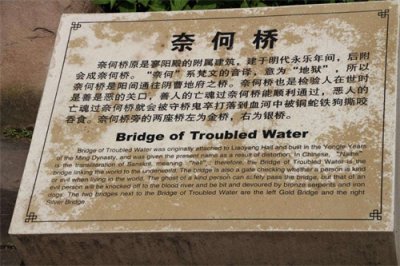 奈何桥
奈何桥原是寥阳殿的附属建筑，建于明代永乐年间，后阴
会成奈何桥。“奈何”系梵文的音译，意为“地狱”，所以
奈何桥是阳间通往阴曹地府之桥。奈何桥也是检验人在世时
是善是恶的关口，善人的亡魂过奈何桥能顺利通过，恶人的
亡魂过奈何桥就会被守桥鬼卒打落到血河中被铜蛇铁狗撕咬
吞食。奈何桥旁的两座桥左为金桥，右为银桥。
Bridge of Troubled Water
Bridge of Troubled Water was originally attached to Liaoyang Hall and built in the Yongle Years
of the Ming Dynasty, and was given the present name as a result of distortion. In Chinese, "Naihe"
is the transliteration of Sanskrit, meaning "hell"; therefore, the Bridge of Troubled Water is the
bridge linking the world to the underworld. The bridge is also a gate checking whether a person is kind
or evil when living in the world. The ghost of a kind person can safely pass the bridge, but that of an
evil person will be knocked off to the blood river and be bit and devoured by bronze serpents and iron
dogs. The two bridges next to the Bridge of Troubled Water are the left Gold Bridge and the right
Silver Bridge.